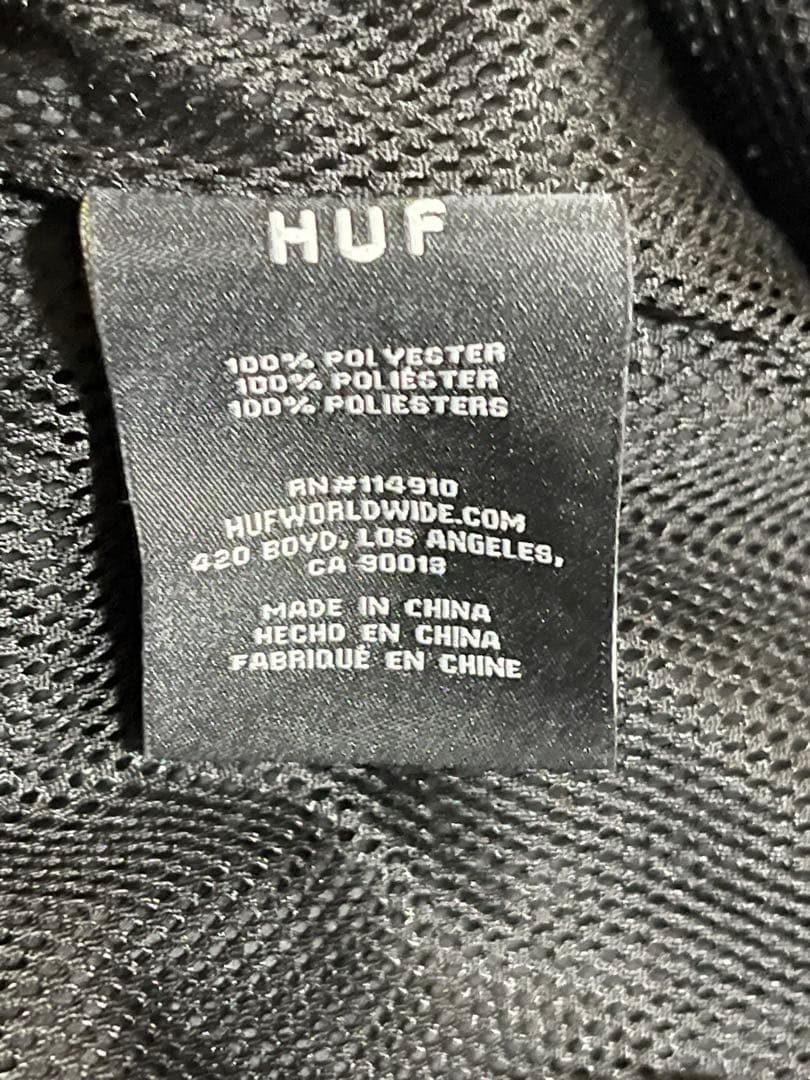 HUF
100% POLYESTER
100% POLIÉSTER
100% POLIESTERS
RN#114910
HUFWORLDWIDE.COM
420 BOYD, LOS ANGELES,
CA 90013
MADE IN CHINA
HECHO EN CHINA
FABRIQUÉ EN CHINE